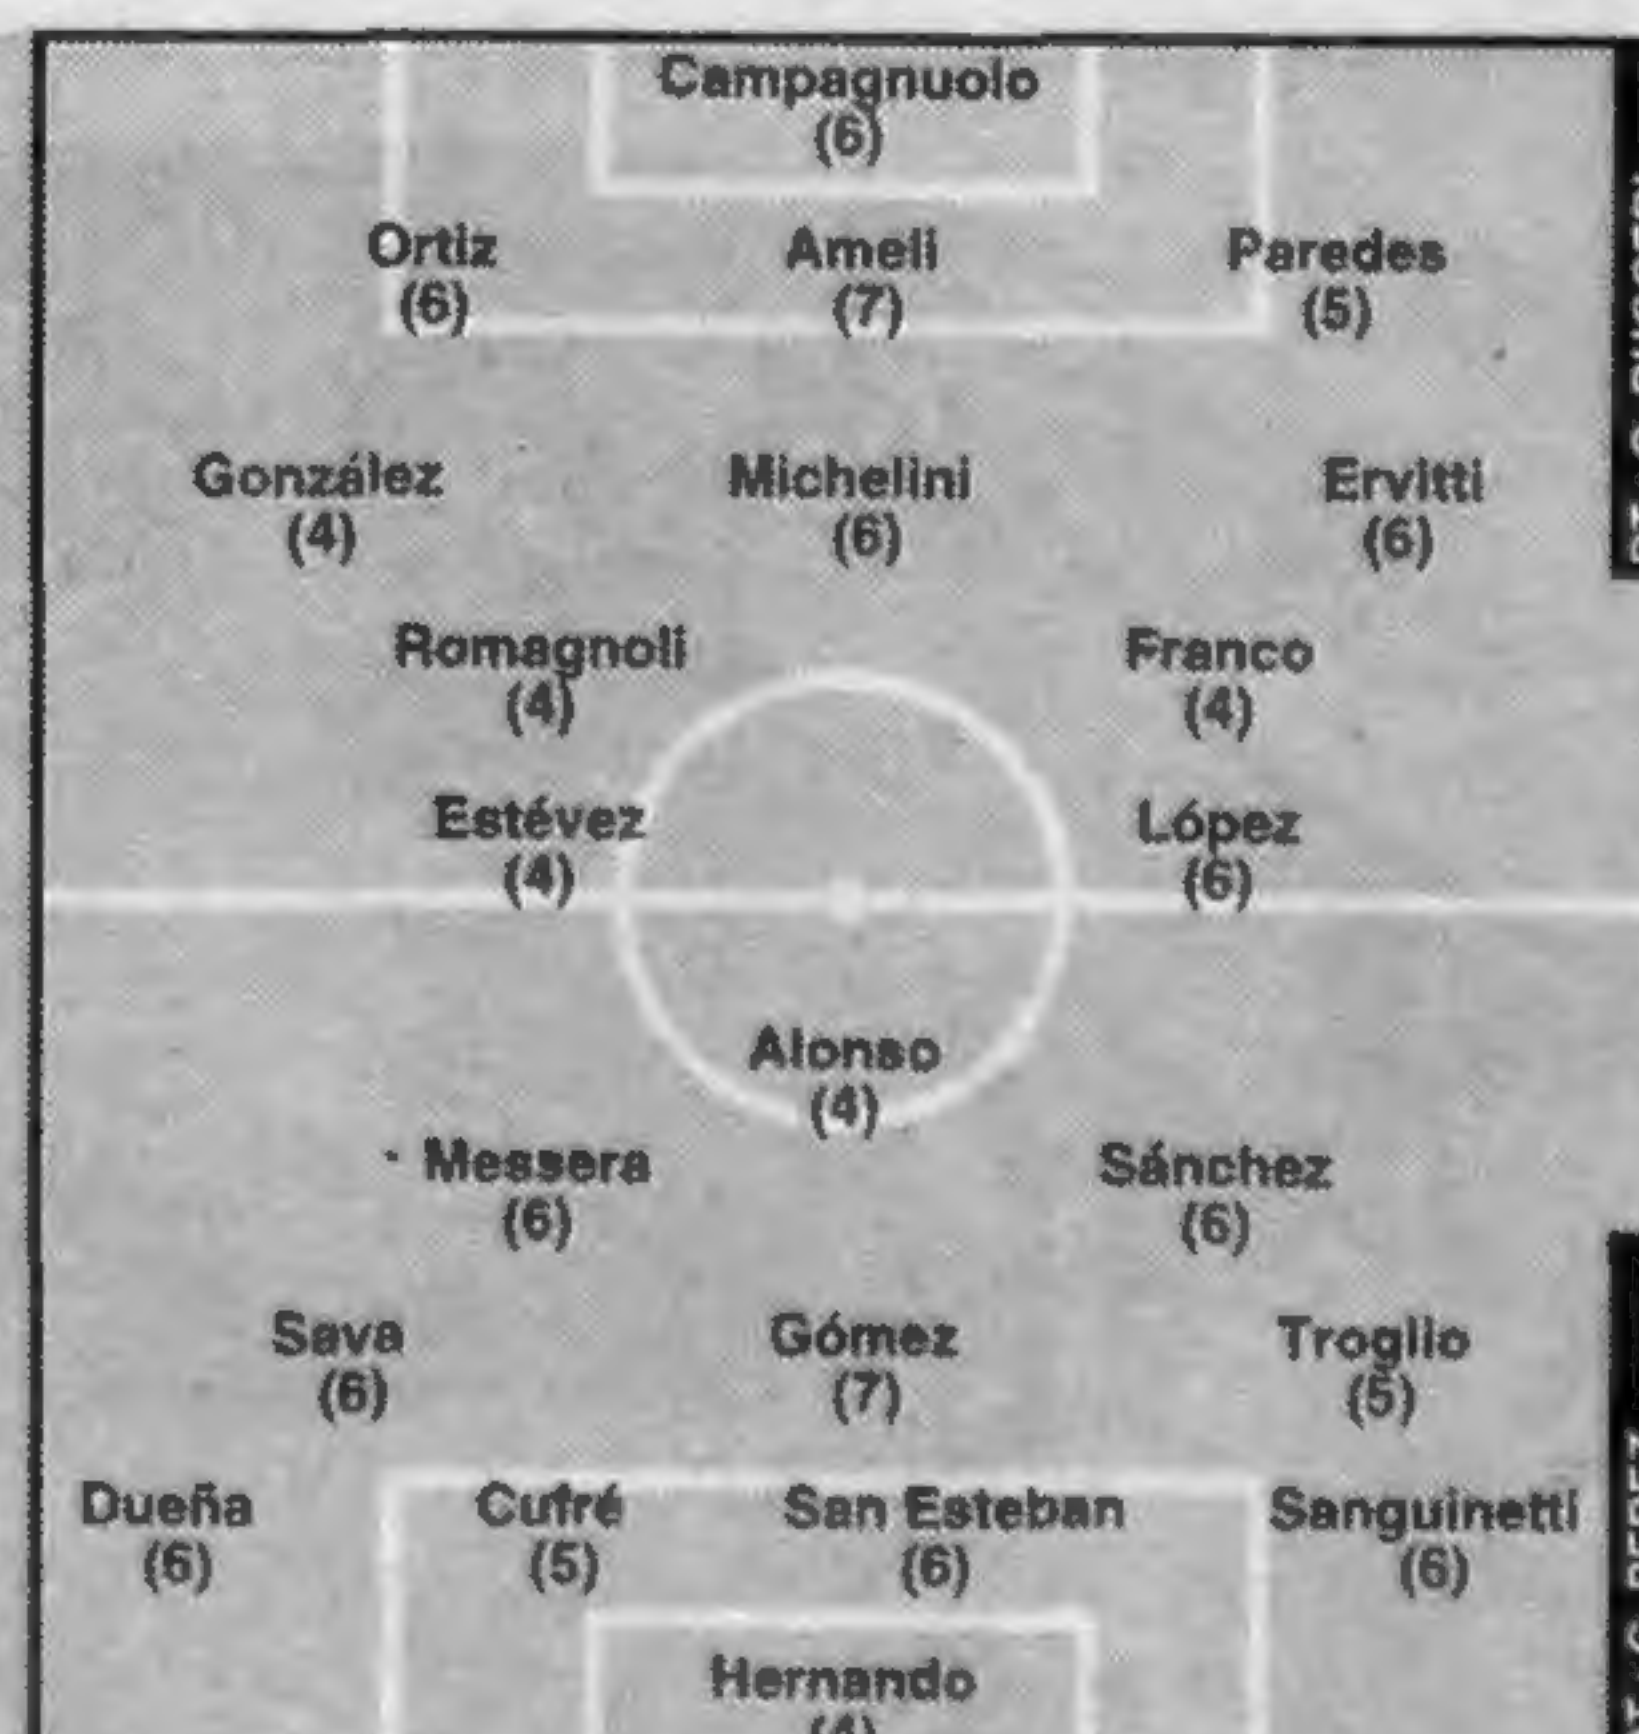 Campagnuolo
(6)
Ortiz Ameli Paredes
(6) (7) (5)
González Michelini Ervitti
(4) (6) (6)
Romagnoli Franco
(4) (4)
Estévez López
(4) (6)
Alonso
(4)
Messera Sánchez
(6) (6)
Sava Gómez Troglio
(6) (7) (5)
Dueña Cufré San Esteban Sanguinetti
(6) (5) (6) (6)
Hernando
(4)